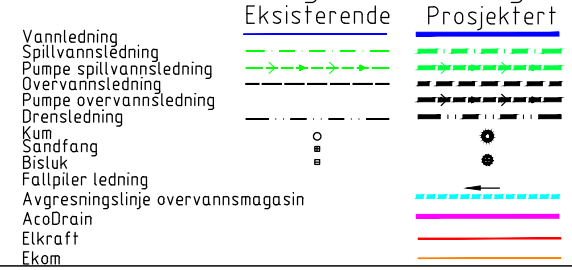 Eksisterende Prosjektert
Vannledning
Spillvannsledning
Pumpe spillvannsledning
Overvannsledning
Pumpe overvannsledning
Drensledning
Kum
Sandfang
Bisluk
Fallpiler ledning
Avgresningslinje overvannsmagasin
AcoDrain
Elkraft
Ekom